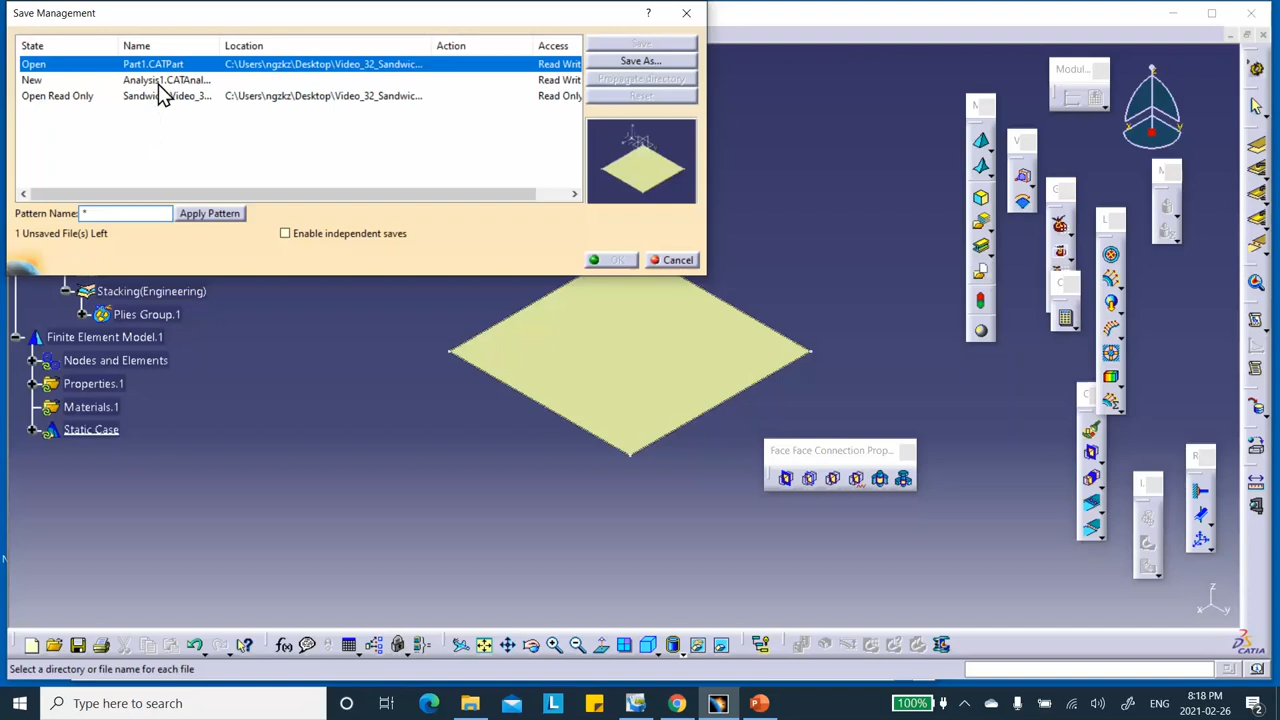 Save Management
State Name Location Action Access
Open Part1.CATPart C:\Users\ngzkz\Desktop\Video_32_Sandwic... Read Writ
New Analysis1.CATAnal... Read Writ
Open Read Only C:\Users\ngzkz\Desktop\Video_32_Sandwic... Read Only
Save
Save As...
Propagate directory
Reset
Pattern Name: * Apply Pattern
1 Unsaved File(s) Left
Enable independent saves
OK Cancel
Stacking(Engineering)
Plies Group.1
Finite Element Model.1
Nodes and Elements
Properties.1
Materials.1
Static Case
Modul...
Face Face Connection Prop...
z
x y
Select a directory or file name for each file
CATIA
Type here to search
100%
ENG
8:18 PM
2021-02-26